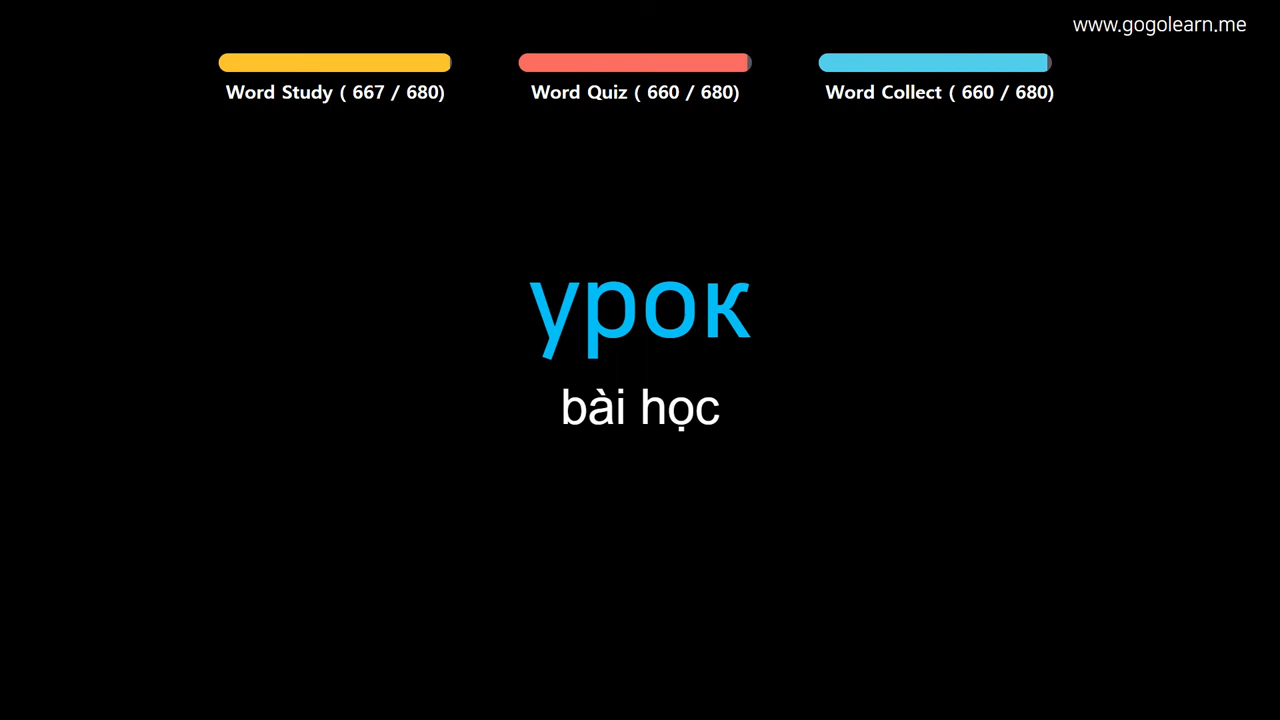 www.gogolearn.me
Word Study ( 667 / 680)
Word Quiz ( 660 / 680)
Word Collect ( 660 / 680)
урок
bài học